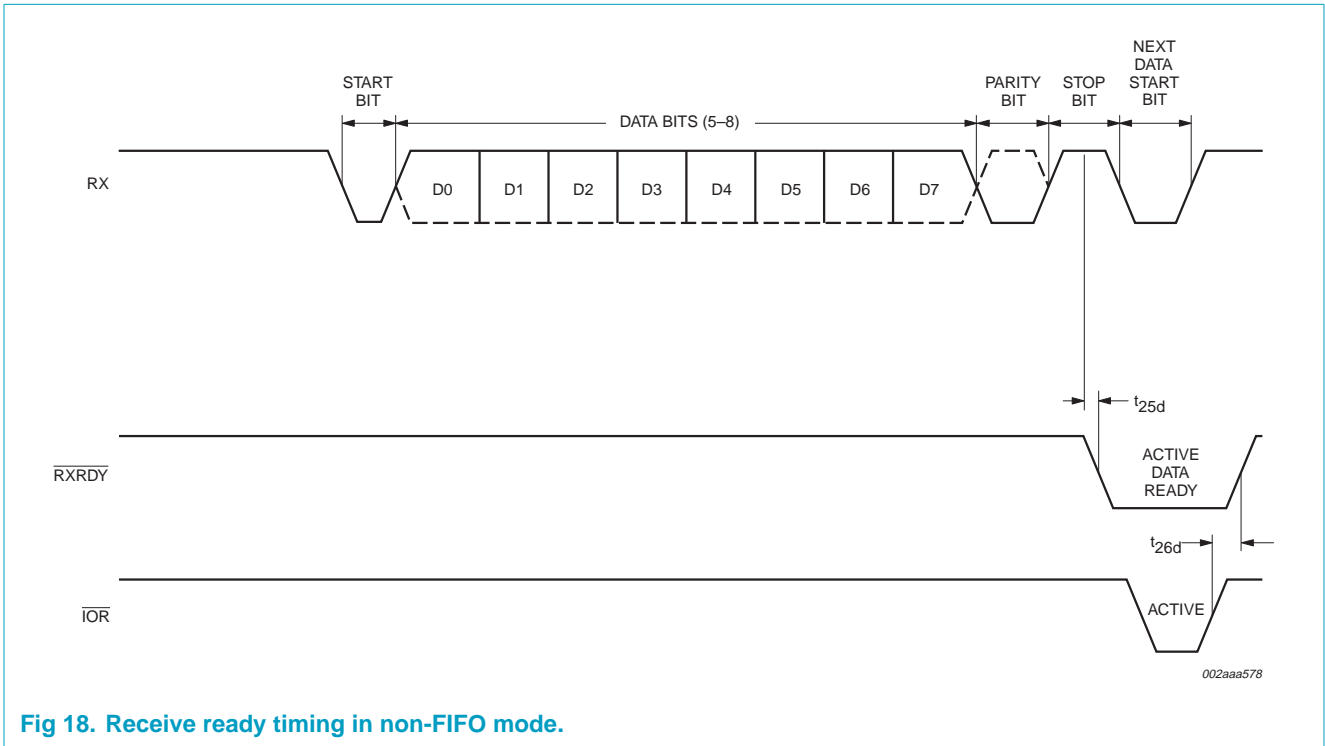 START
BIT
DATA BITS (5–8)
PARITY
BIT
STOP
BIT
NEXT
DATA
START
BIT
RX
D0 D1 D2 D3 D4 D5 D6 D7
t25d
RXRDY
ACTIVE
DATA
READY
t26d
IOR
ACTIVE
002aaa578
Fig 18. Receive ready timing in non-FIFO mode.